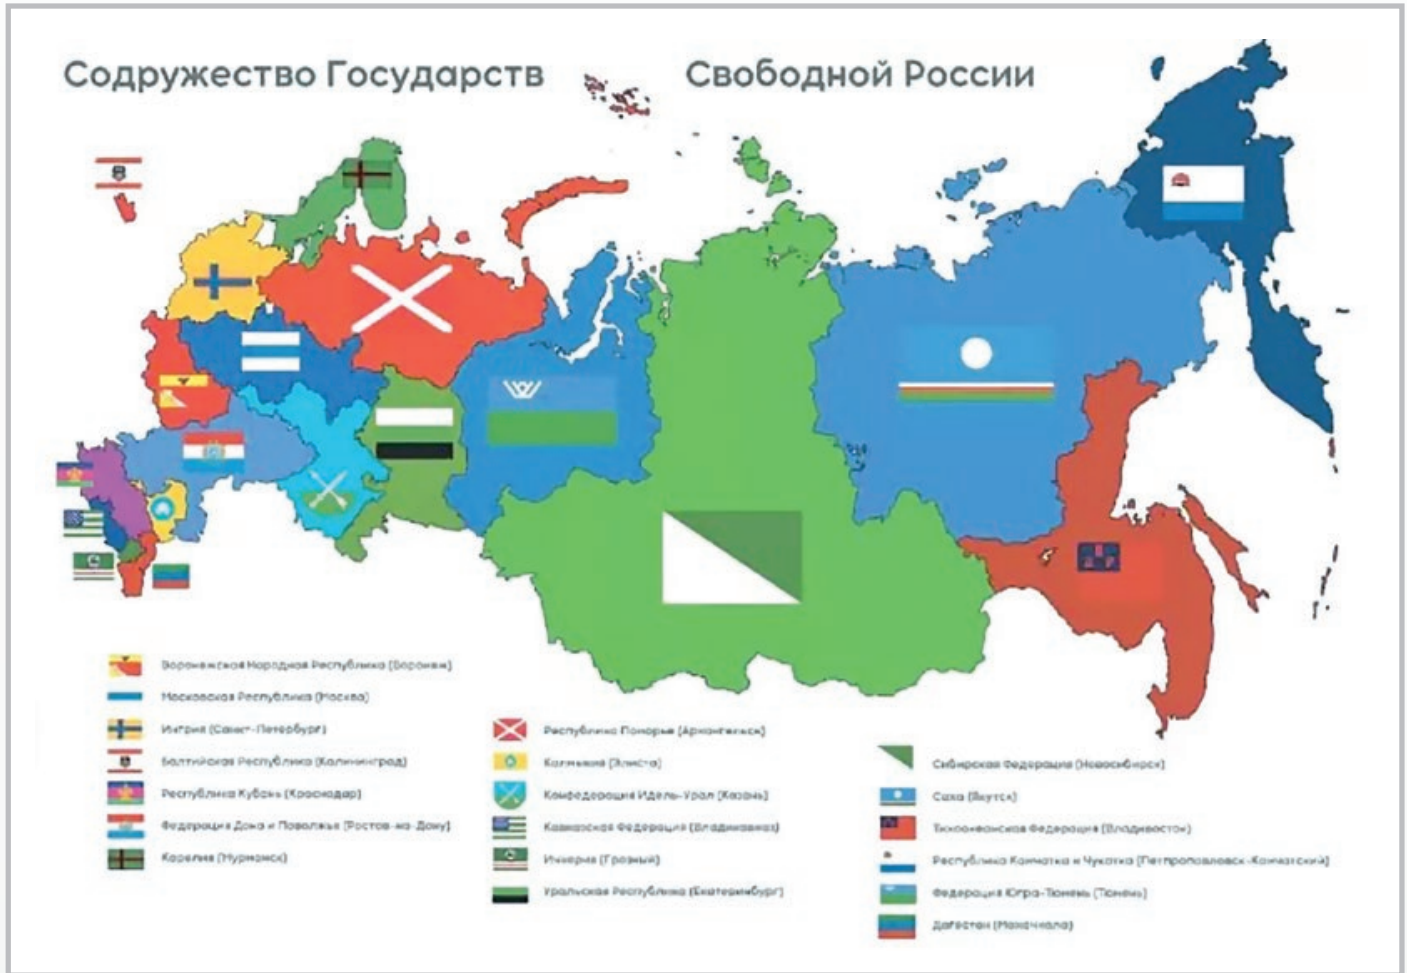 Содружество Государств Свободной России
Воронежская Народная Республика (Воронеж)
Московская Республика (Москва)
Ингрия (Санкт-Петербург)
Балтийская Республика (Калининград)
Республика Кубань (Краснодар)
Федерация Дона и Поволжья (Ростов-на-Дону)
Карелия (Мурманск)
Республика Поморье (Архангельск)
Калмыкия (Элиста)
Конфедерация Идель-Урал (Казань)
Кавказская Федерация (Владикавказ)
Ичкерия (Грозный)
Уральская Республика (Екатеринбург)
Сибирская Федерация (Новосибирск)
Саха (Якутск)
Тихоокеанская Федерация (Владивосток)
Республика Камчатка и Чукотка (Петропавловск-Камчатский)
Федерация Югра-Тюмень (Тюмень)
Дагестан (Махачкала)